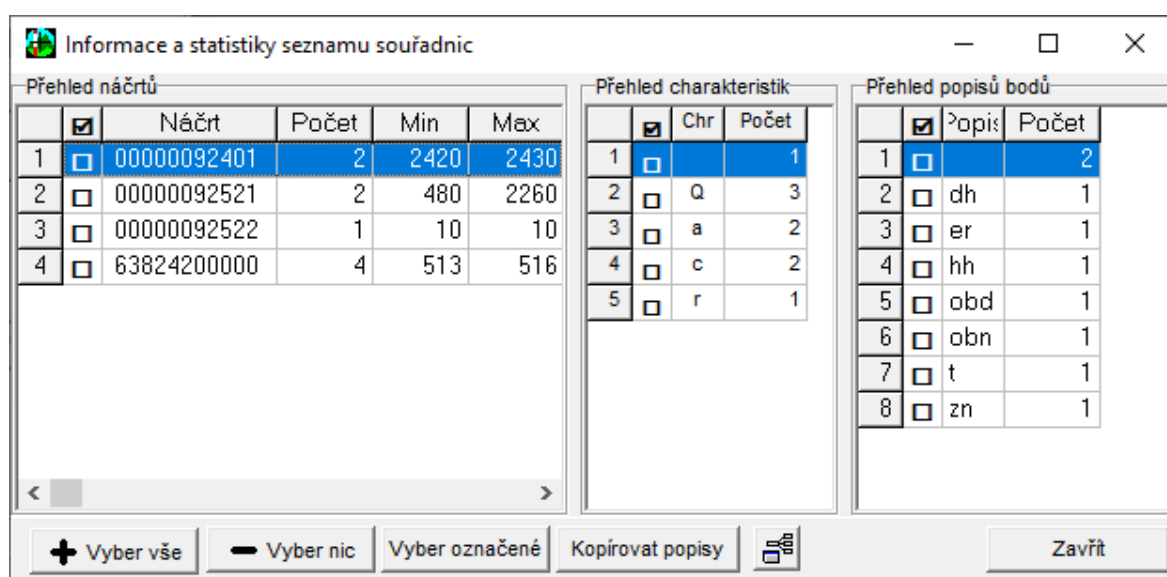 Informace a statistiky seznamu souřadnic
Přehled náčrtů
Náčrt Počet Min Max
1 00000092401 2 2420 2430
2 00000092521 2 480 2260
3 00000092522 1 10 10
4 63824200000 4 513 516
Přehled charakteristik
Chr Počet
1 1
2 Q 3
3 a 2
4 c 2
5 r 1
Přehled popisů bodů
Popis Počet
1 2
2 dh 1
3 er 1
4 hh 1
5 obd 1
6 obn 1
7 t 1
8 zn 1
Vyber vše Vyber nic Vyber označené Kopírovat popisy Zavřít